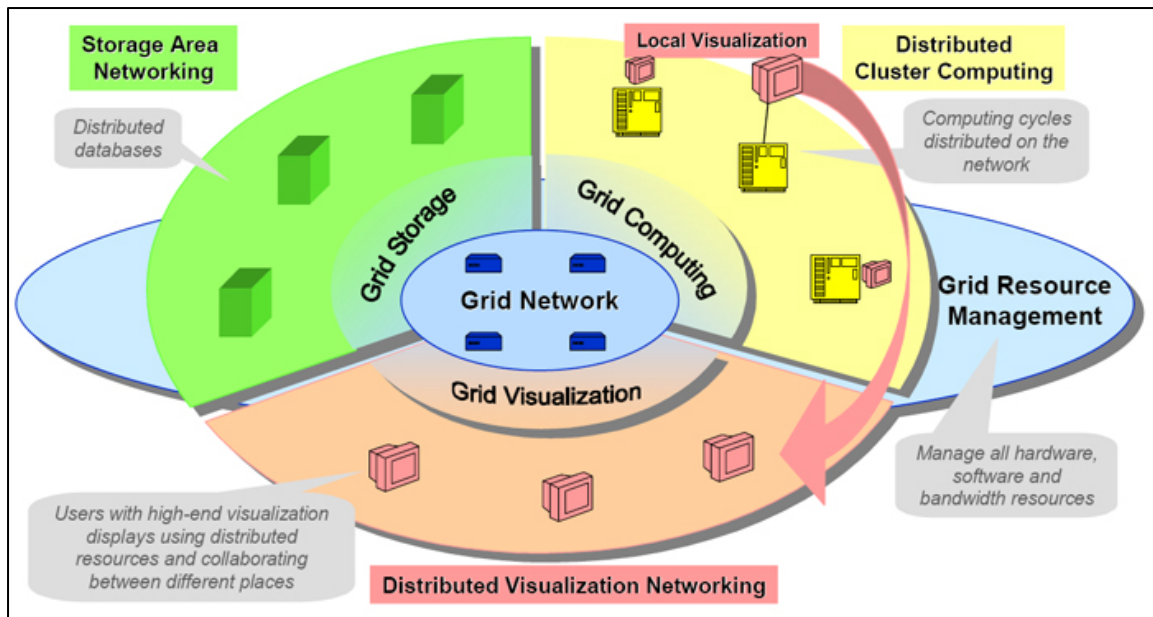 Storage Area
Networking
Local Visualization
Distributed
Cluster Computing
Distributed
databases
Computing cycles
distributed on the
network
Grid Storage
Grid Computing
Grid Network
Grid Resource
Management
Grid Visualization
Manage all hardware,
software and
bandwidth resources
Users with high-end visualization
displays using distributed
resources and collaborating
between different places
Distributed Visualization Networking